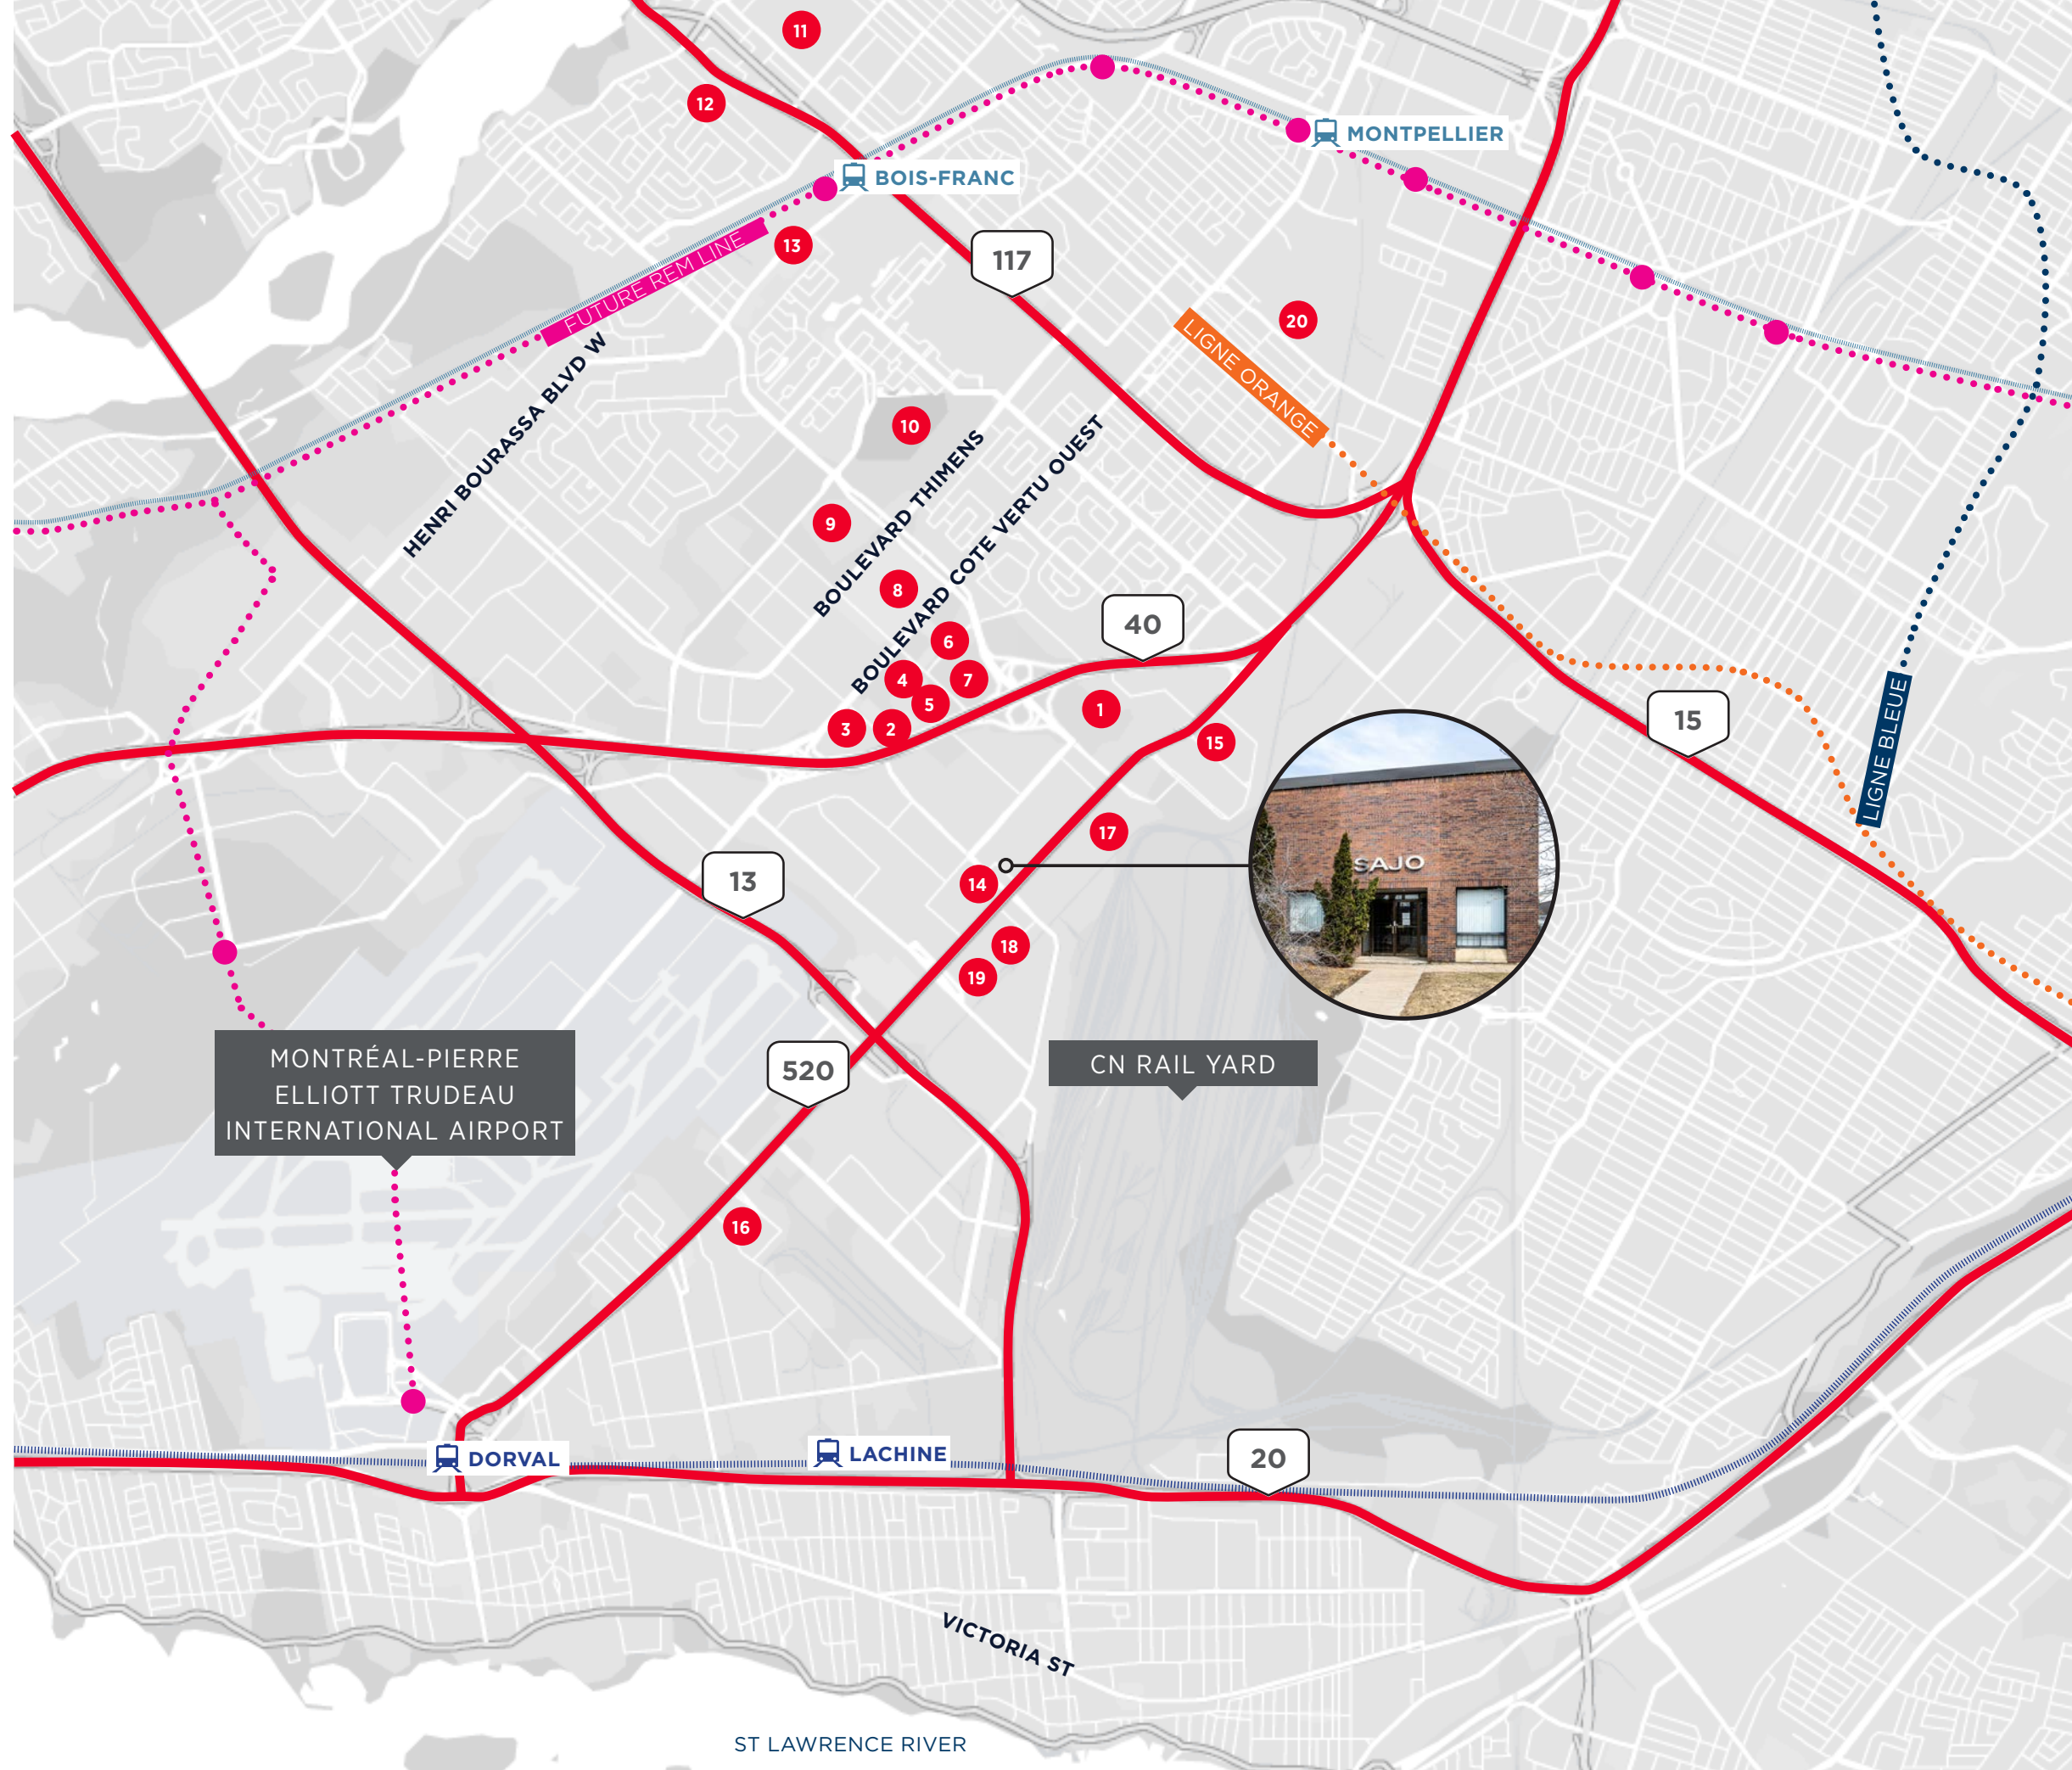 11
12
MONTPELLIER
BOIS-FRANC
13
FUTURE REM LINE
117
20
LIGNE ORANGE
HENRI BOURASSA BLVD W
10
BOULEVARD THIMENS
BOULEVARD COTE VERTU OUEST
9
8
40
6
4
7
5
3
2
1
15
15
LIGNE BLEUE
17
SAJO
13
14
18
19
MONTRÉAL-PIERRE
ELLIOTT TRUDEAU
INTERNATIONAL AIRPORT
520
CN RAIL YARD
16
DORVAL
LACHINE
20
VICTORIA ST
ST LAWRENCE RIVER